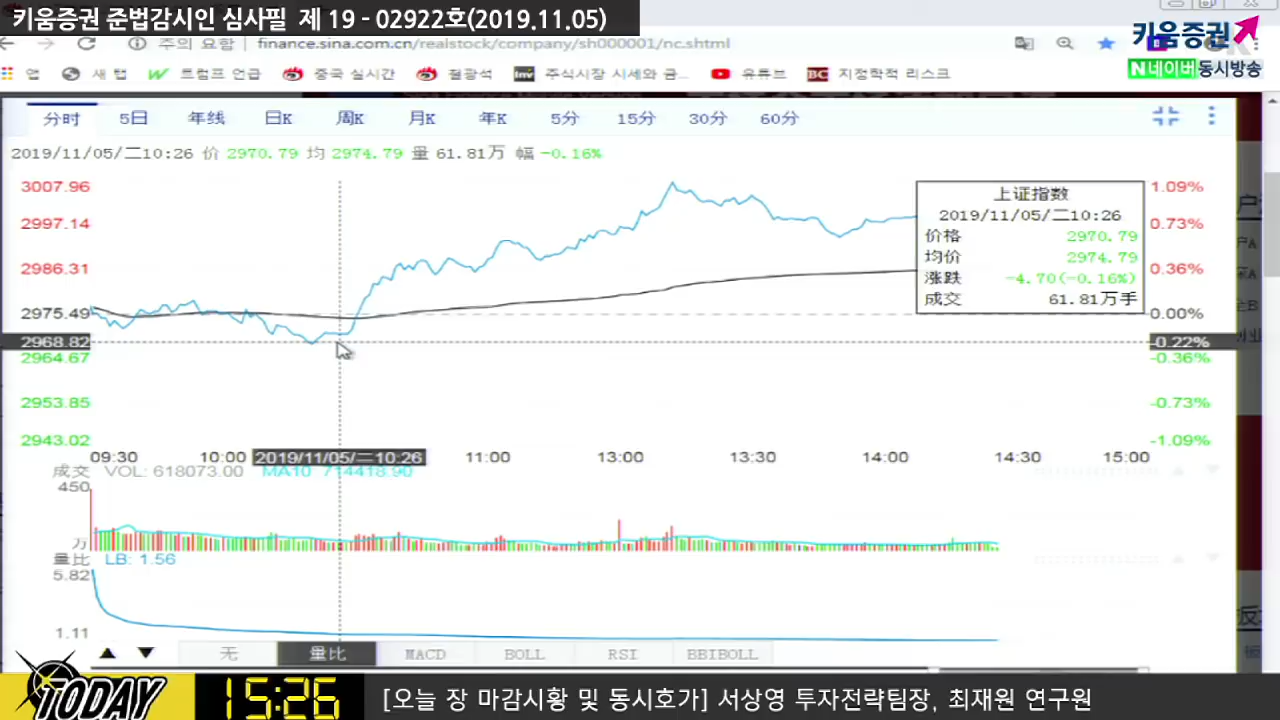 키움증권 준법감시인 심사필 제 19 - 02922호(2019.11.05)
키움증권
N네이버 동시방송
주의 요함 finance.sina.com.cn/realstock/company/sh000001/nc.shtml
앱 새 탭 트럼프 언급 중국 실시간 철광석 Inv 주식시장 시세와 금... 유튜브 BC 지정학적 리스크
分时 5日 年线 日K 周K 月K 年K 5分 15分 30分 60分
2019/11/05/二10:26 价 2970.79 均 2974.79 量 61.81万 幅 -0.16%
3007.96 1.09%
2997.14 0.73%
2986.31 0.36%
2975.49 0.00%
2968.82 -0.22%
2964.67 -0.36%
2953.85 -0.73%
2943.02 -1.09%
上证指数
2019/11/05/二10:26
价格 2970.79
均价 2974.79
涨跌 -4.70(-0.16%)
成交 61.81万手
09:30 10:00 2019/11/05/二10:26 11:00 13:00 13:30 14:00 14:30 15:00
成交 VOL: 618073.00 MA10 714418.90
450
万
量比 LB: 1.56
5.82
1.11
无 量比 MACD BOLL RSI BBIBOLL
TODAY 15:26 [오늘 장 마감시황 및 동시호가] 서상영 투자전략팀장, 최재원 연구원